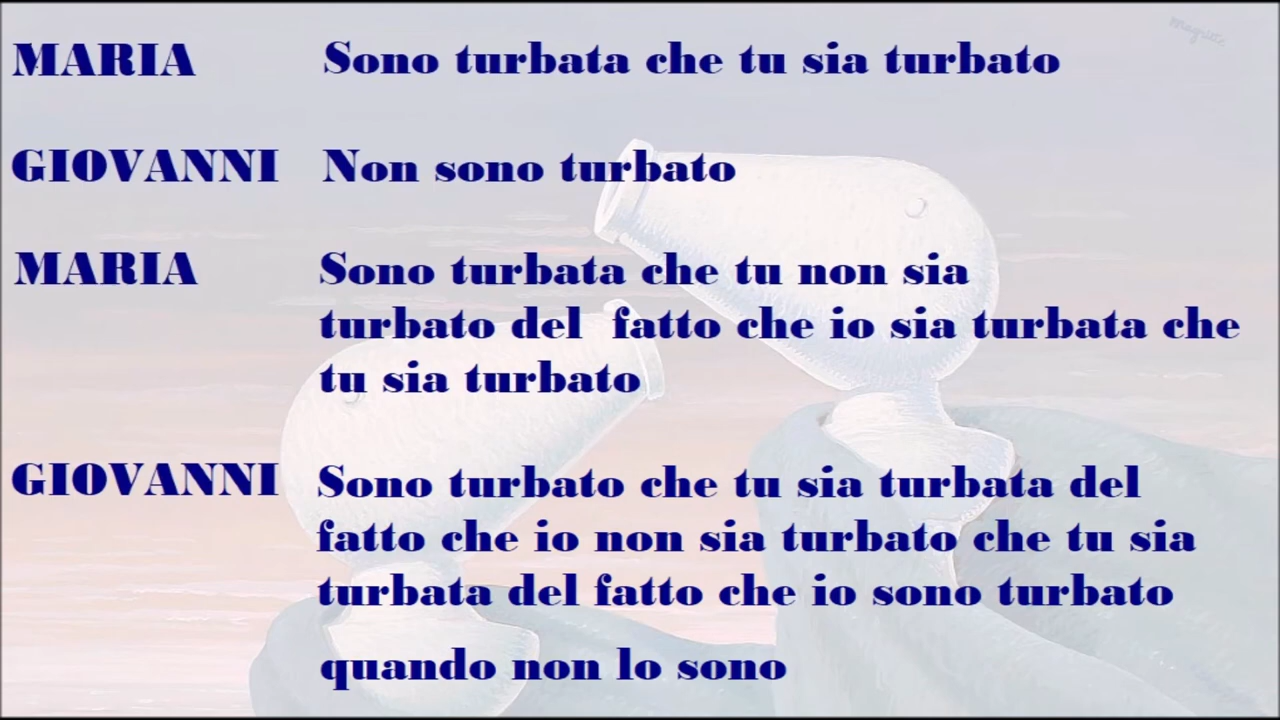 magritte
MARIA Sono turbata che tu sia turbato
GIOVANNI Non sono turbato
MARIA Sono turbata che tu non sia
turbato del fatto che io sia turbata che
tu sia turbato
GIOVANNI Sono turbato che tu sia turbata del
fatto che io non sia turbato che tu sia
turbata del fatto che io sono turbato
quando non lo sono